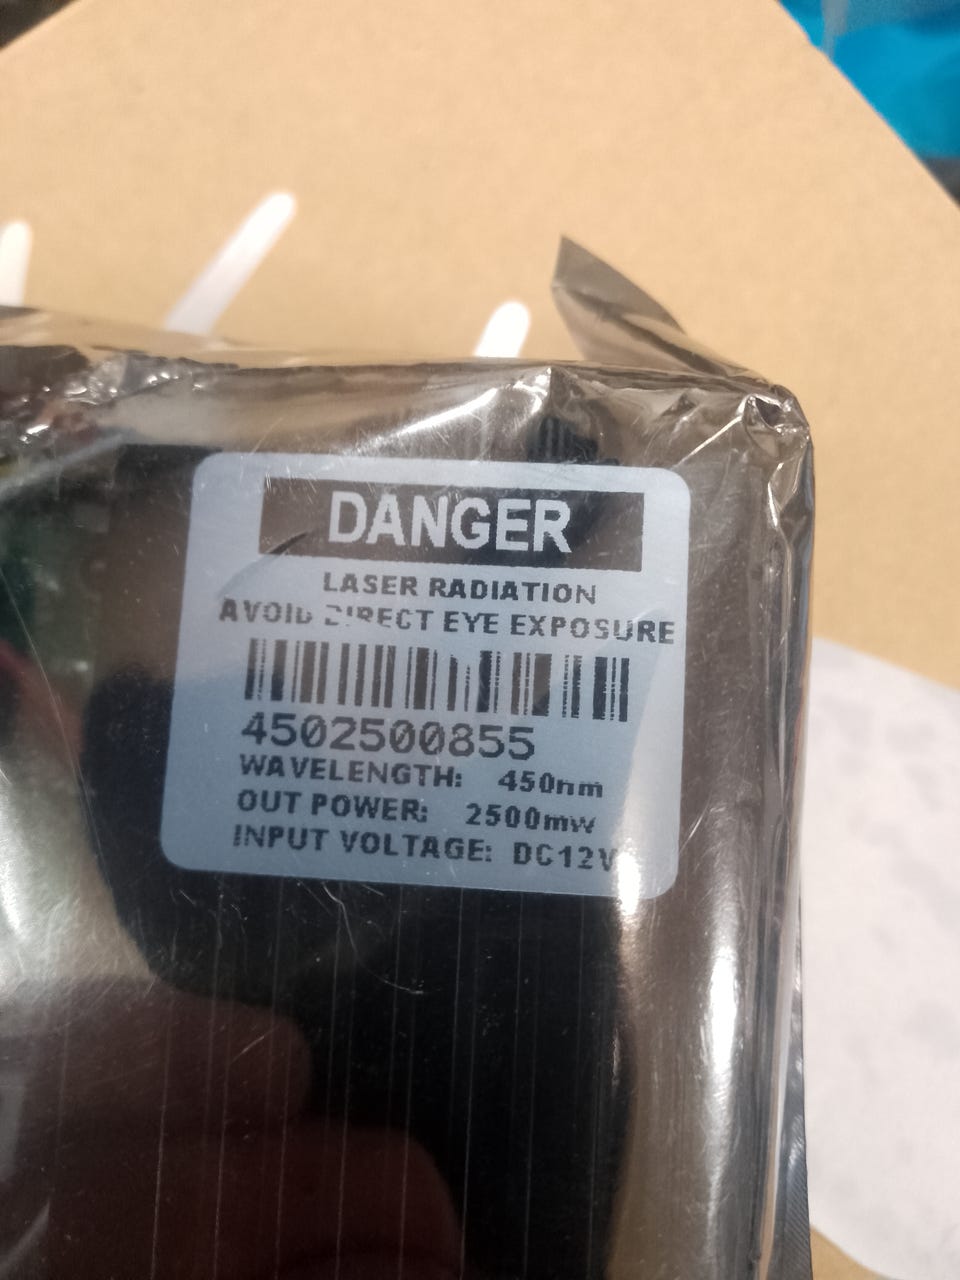 DANGER
LASER RADIATION
AVOID DIRECT EYE EXPOSURE
4502500855
WAVELENGTH: 450nm
OUT POWER: 2500mw
INPUT VOLTAGE: DC12V